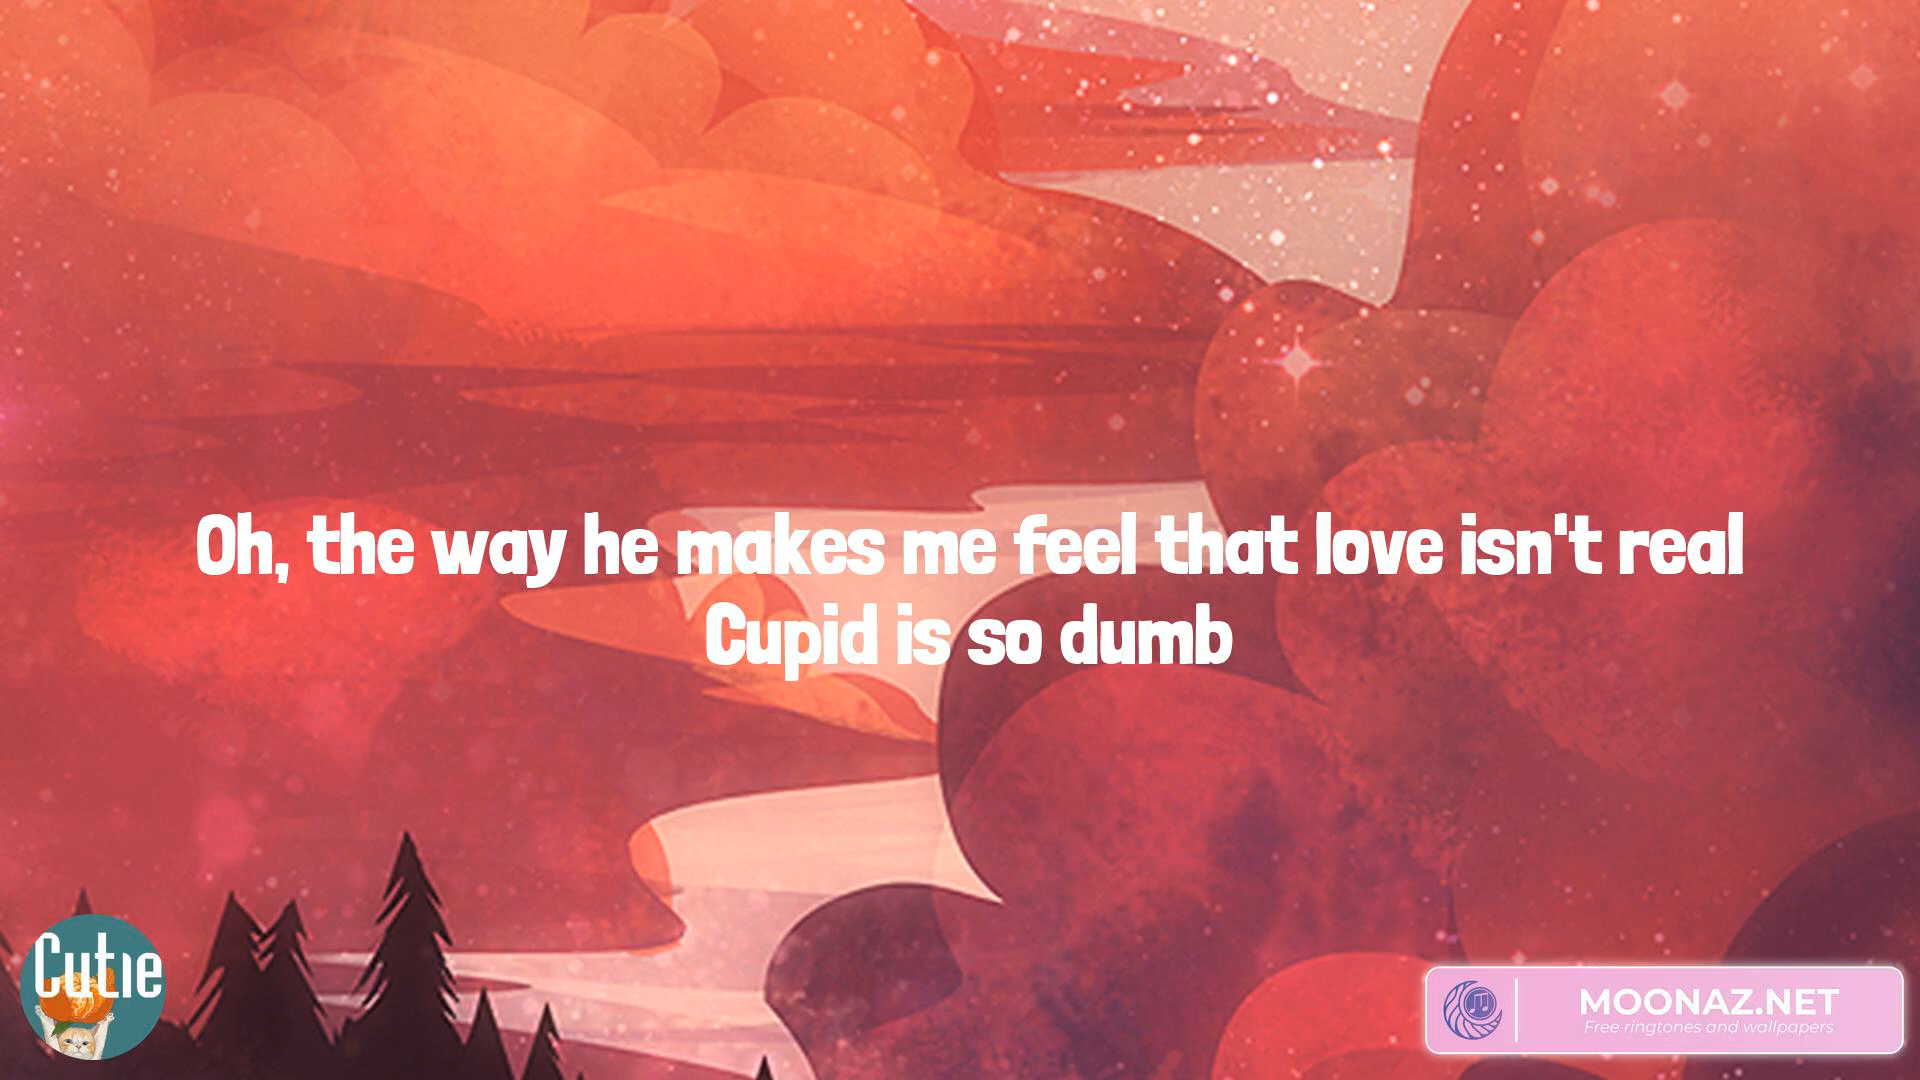 Oh, the way he makes me feel that love isn't real
Cupid is so dumb
Cutie
MOONAZ.NET
Free ringtones and wallpapers